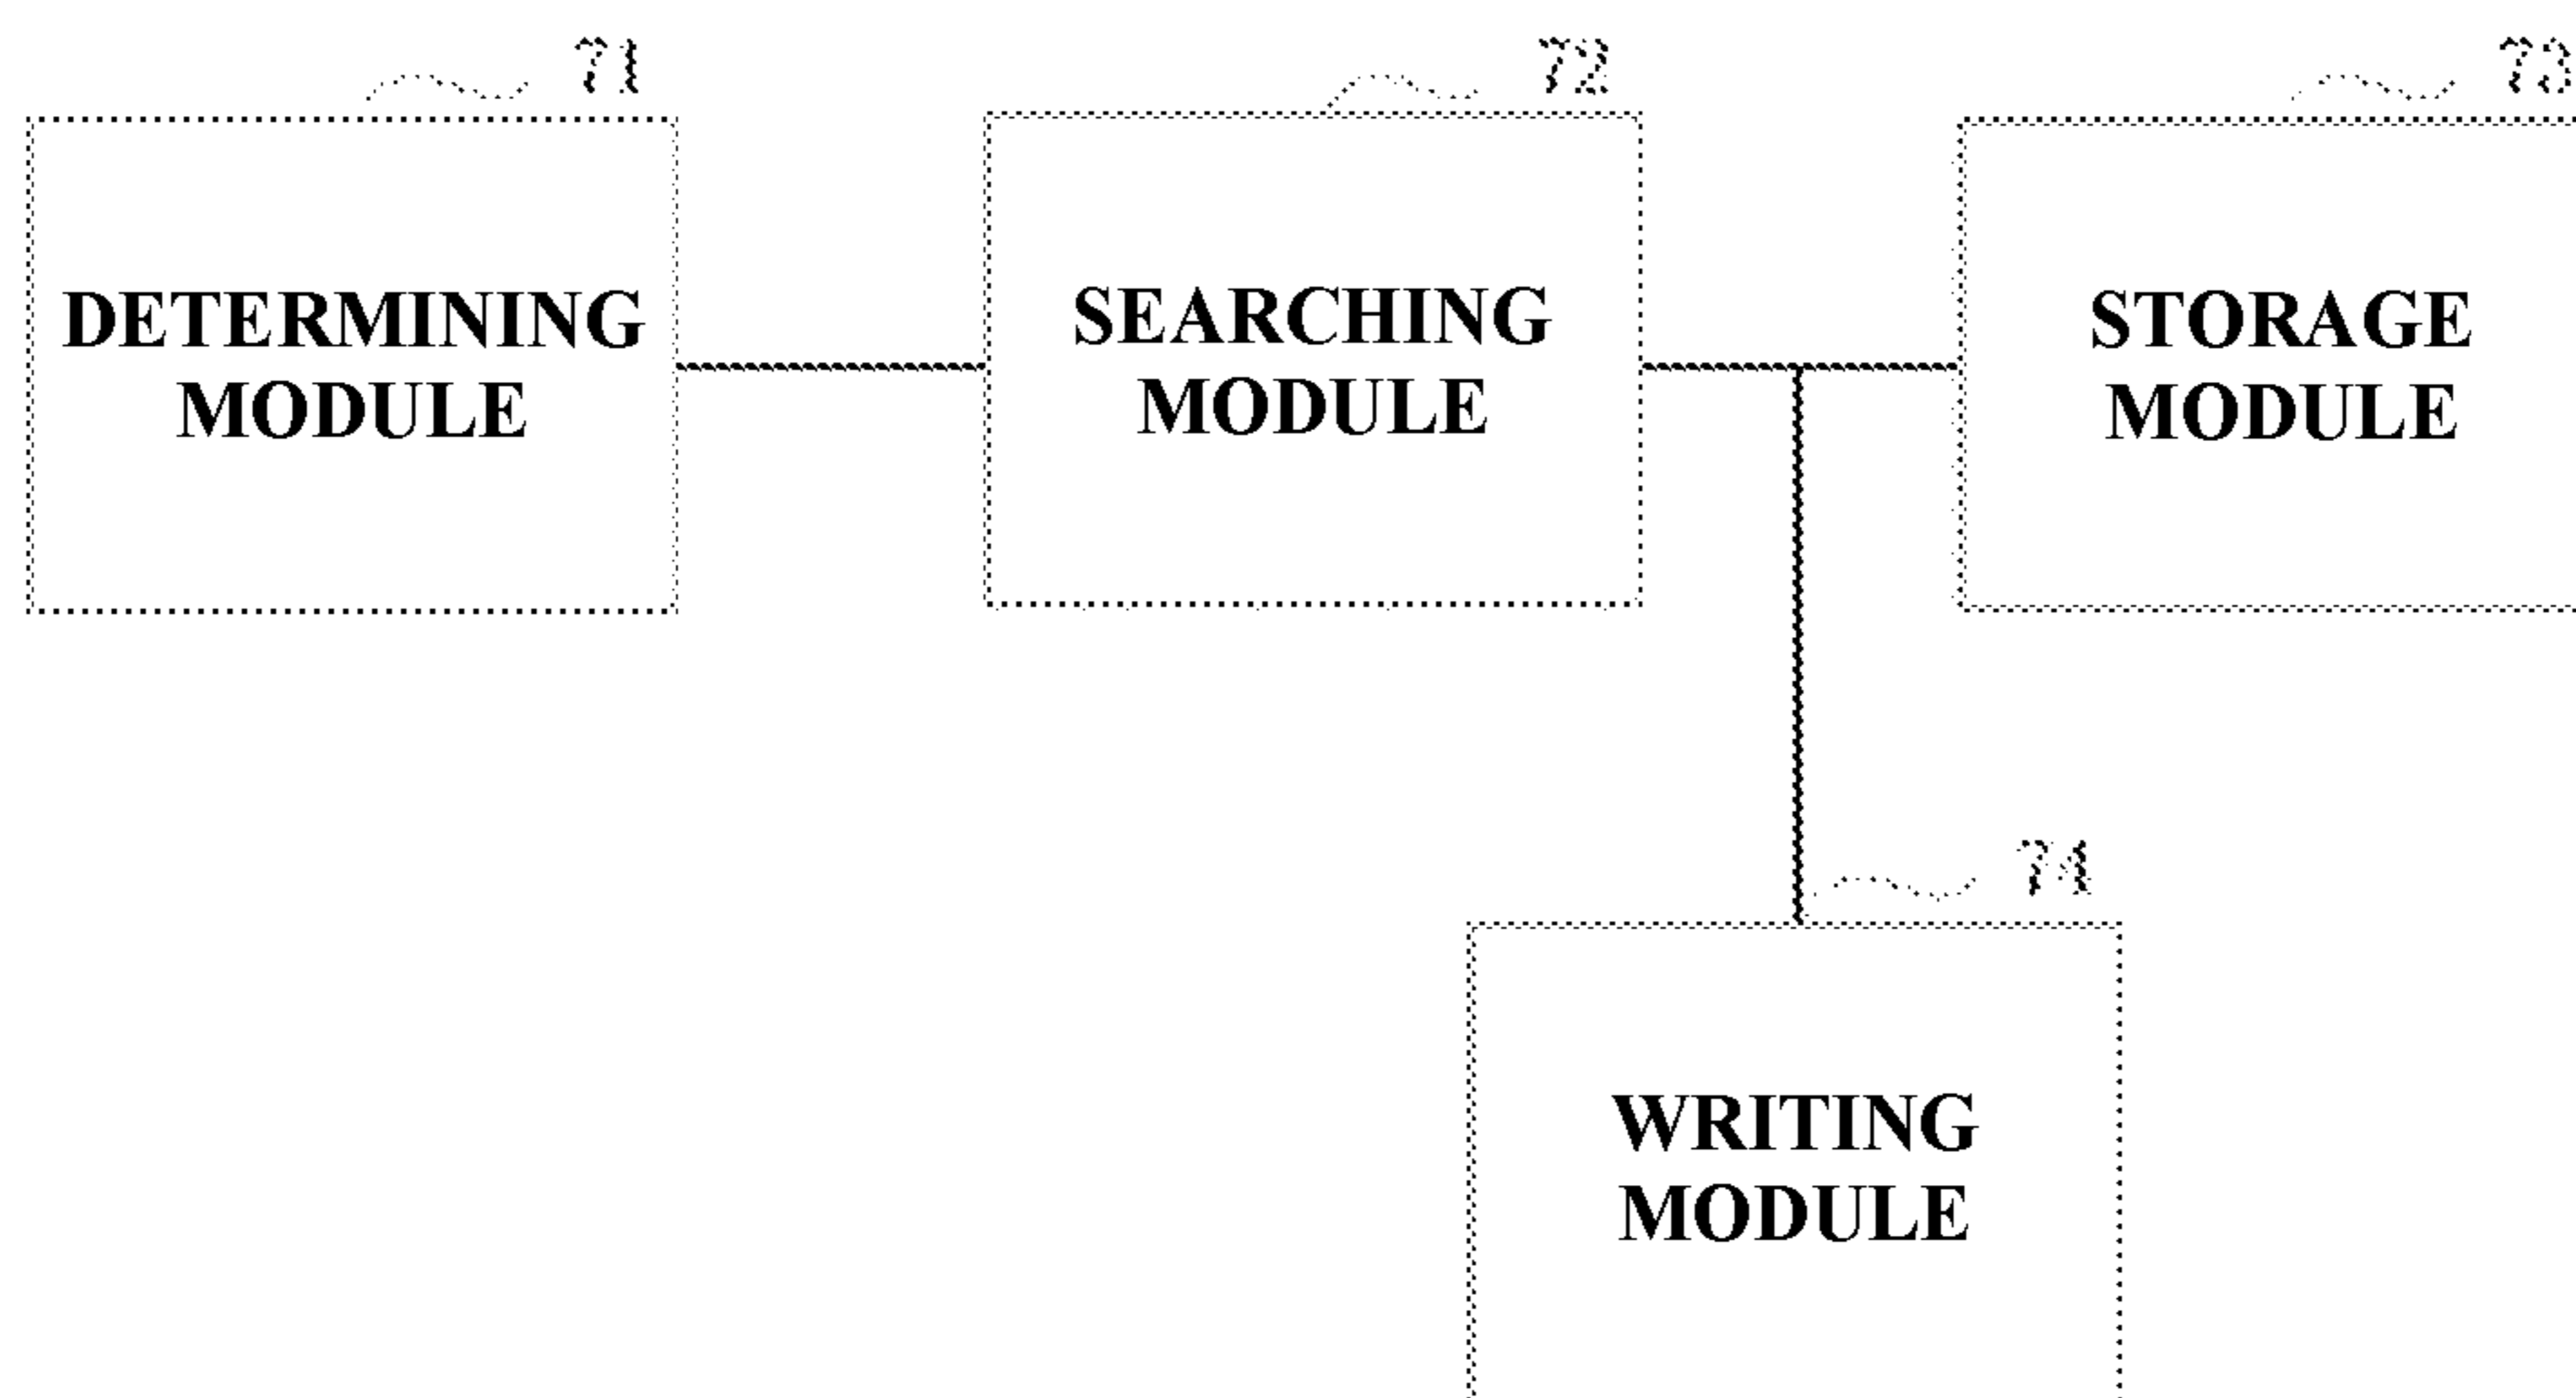 71
72
73
DETERMINING
MODULE
SEARCHING
MODULE
STORAGE
MODULE
74
WRITING
MODULE